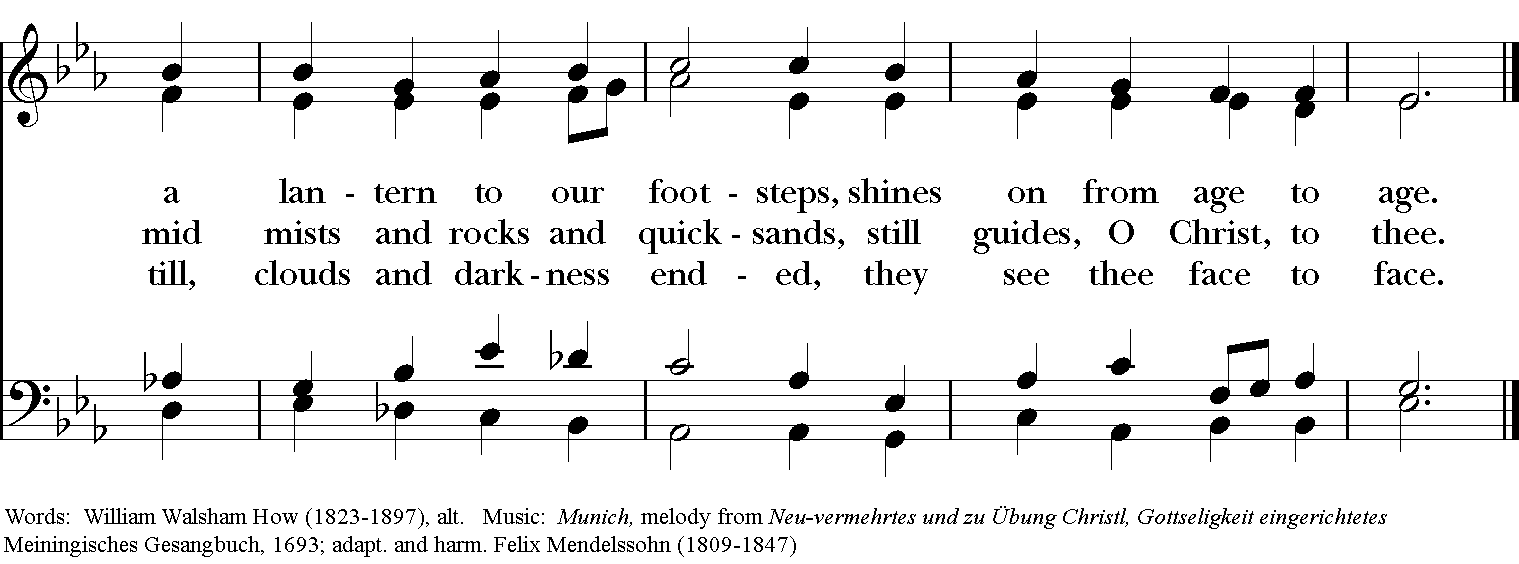 a lan - tern to our foot - steps, shines on from age to age.
mid mists and rocks and quick - sands, still guides, O Christ, to thee.
till, clouds and dark - ness end - ed, they see thee face to face.
Words: William Walsham How (1823-1897), alt. Music: Munich, melody from Neu-vermehrtes und zu Übung Christl, Gottseligkeit eingerichtetes
Meiningisches Gesangbuch, 1693; adapt. and harm. Felix Mendelssohn (1809-1847)